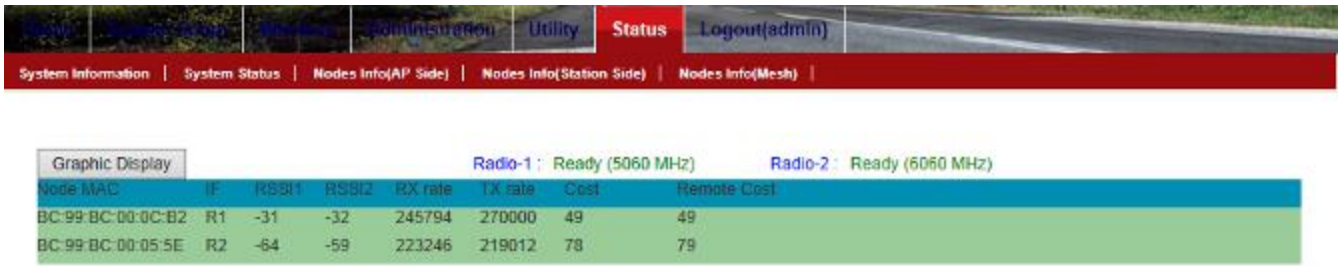 Administration Utility Status Logout(admin)
System Information | System Status | Nodes Info(AP Side) | Nodes Info(Station Side) | Nodes Info(Mesh) |
Graphic Display Radio-1 : Ready (5060 MHz) Radio-2 : Ready (6060 MHz)
Node MAC IF RSSI1 RSSI2 RX rate TX rate Cost Remote Cost
BC:99:BC:00:0C:B2 R1 -31 -32 245794 270000 49 49
BC:99:BC:00:05:5E R2 -64 -59 223246 219012 78 79